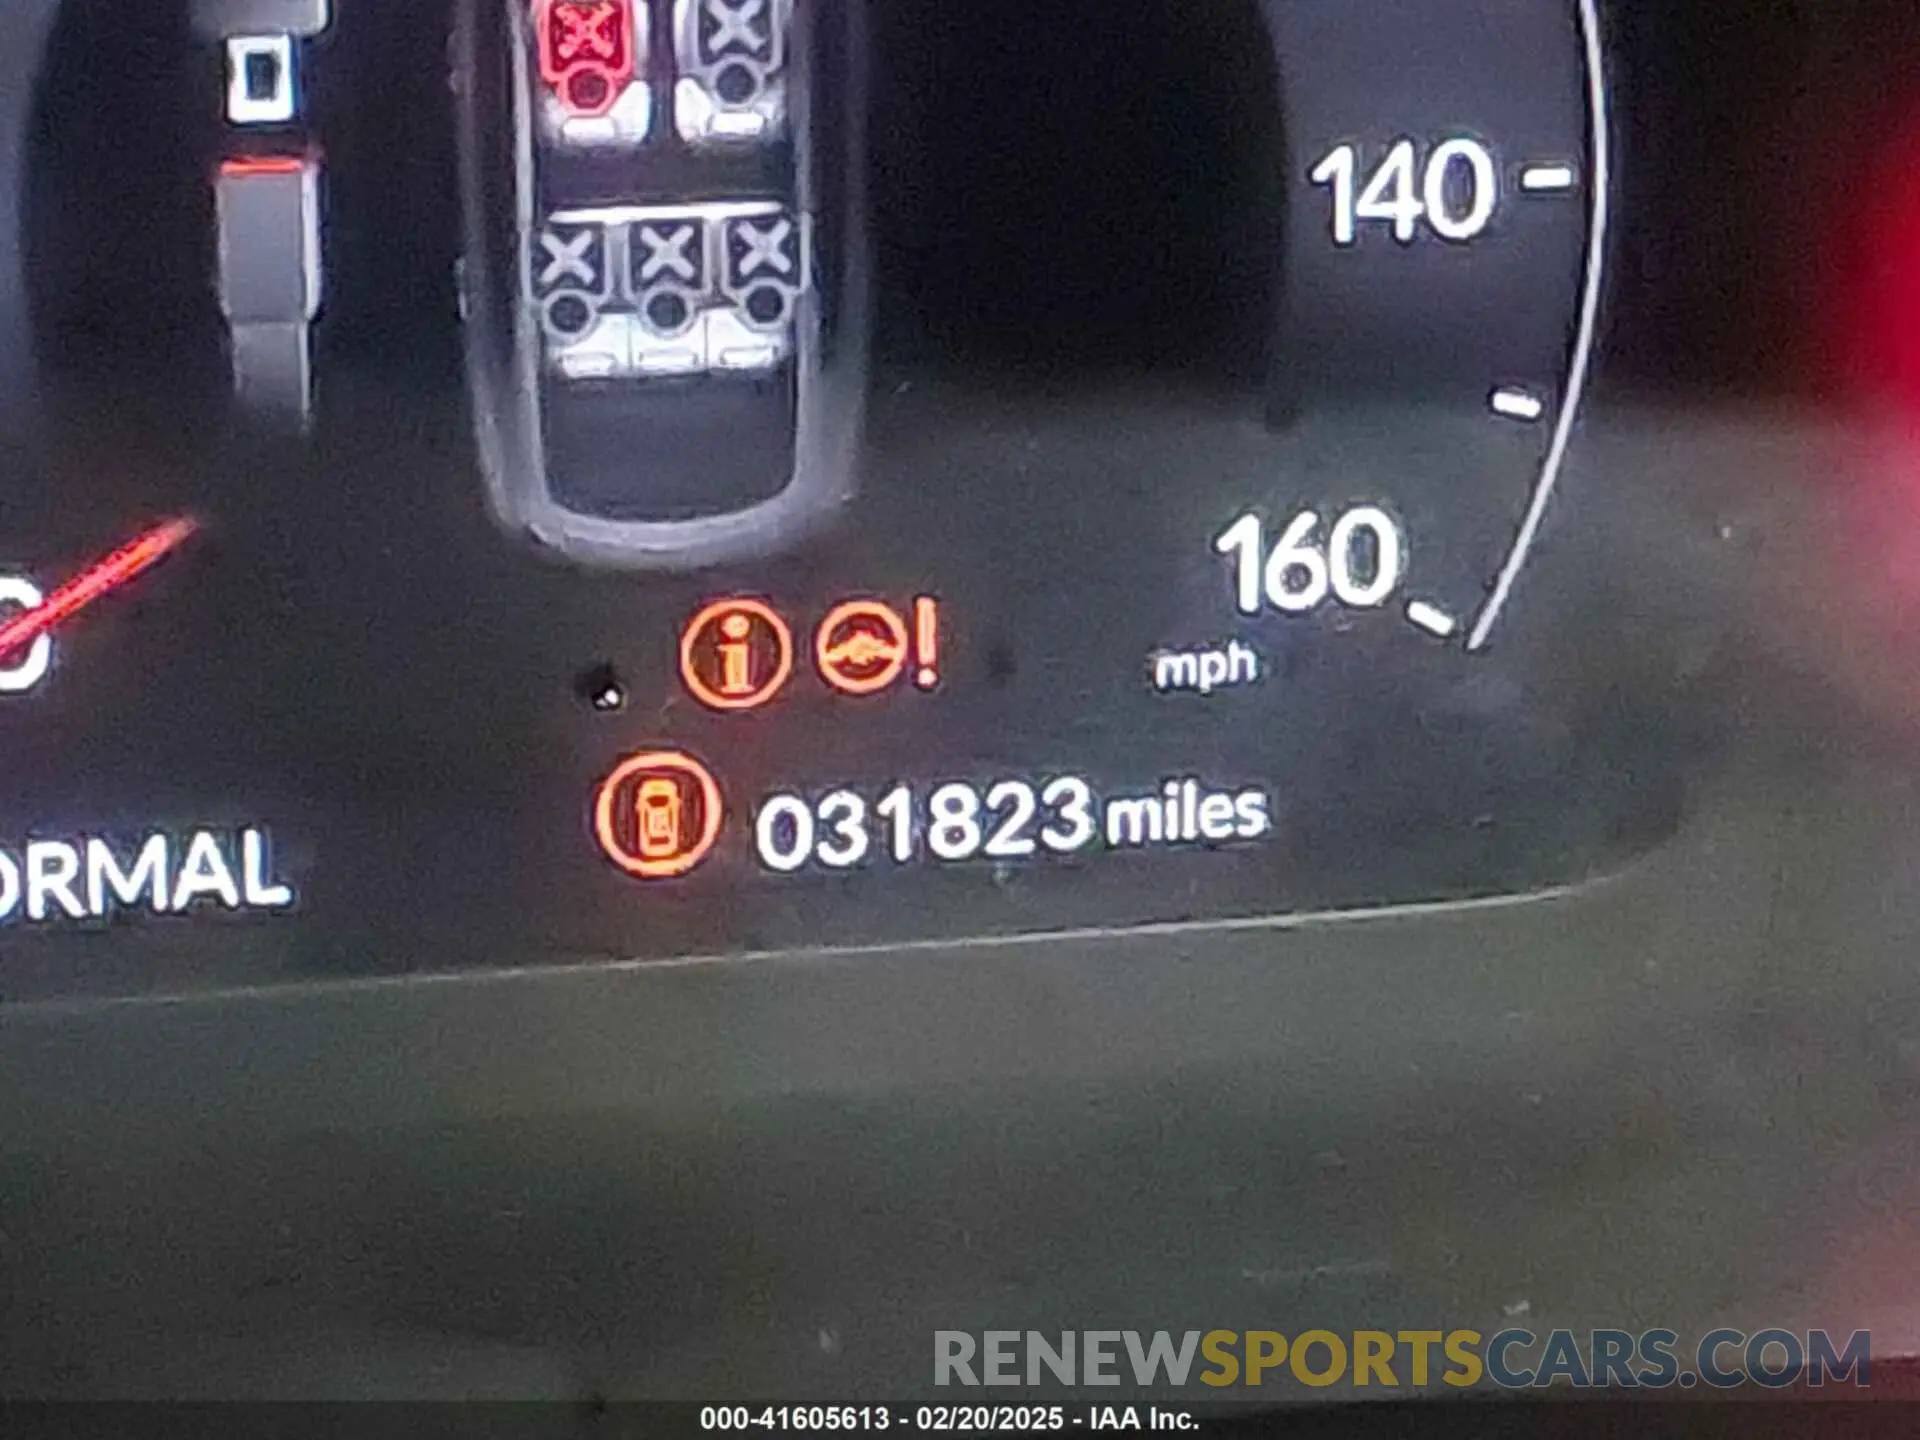 140
160
mph
i !
031823 miles
ORMAL
RENEWSPORTSCARS.COM
000-41605613 - 02/20/2025 - IAA Inc.